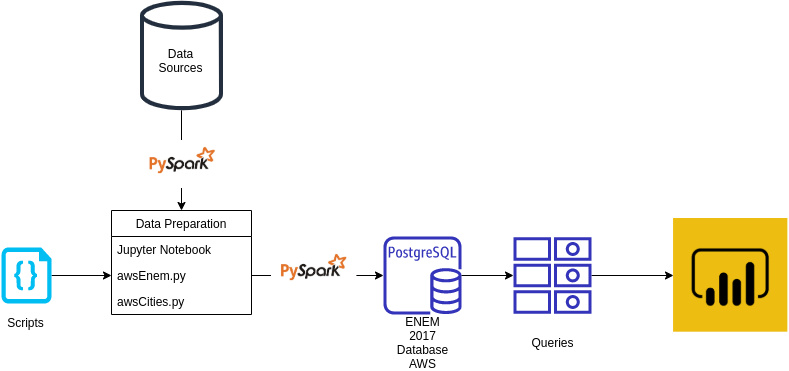 Data
Sources
PySpark
Data Preparation
Jupyter Notebook
awsEnem.py
awsCities.py
{}
Scripts
PySpark
PostgreSQL
ENEM
2017
Database
AWS
Queries